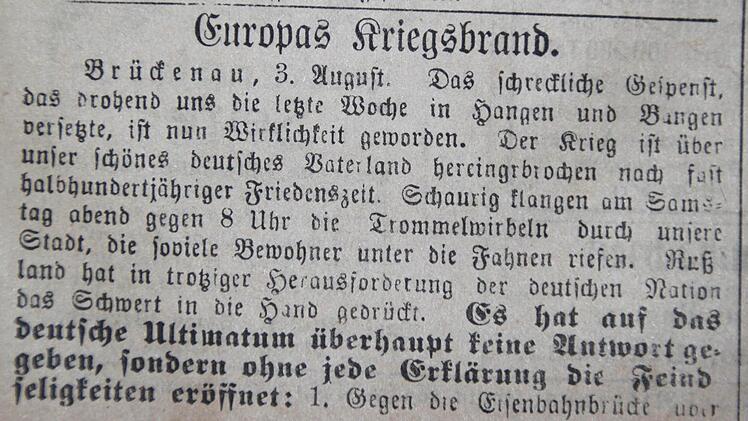 Europas Kriegsbrand.
Brückenau, 3. August. Das schreckliche Gespenst,
das drohend uns die letzte Woche in Hangen und Bangen
versetzte, ist nun Wirklichkeit geworden. Der Krieg ist über
unser schönes deutsches Vaterland hereingrbrochen nach fast
halbhundertjähriger Friedenszeit. Schaurig klangen am Sams-
tag abend gegen 8 Uhr die Trommelwirbeln durch unsere
Stadt, die soviele Bewohner unter die Fahnen riefen. Ruß
land hat in trotziger Herausforderung der deutschen Nation
das Schwert in die Hand gedrückt. Es hat auf das
deutsche Ultimatum überhaupt keine Antwort ge-
geben, sondern ohne jede Erklärung die Feind
seligkeiten eröffnet: 1. Gegen die Eisenbahnbrücke über